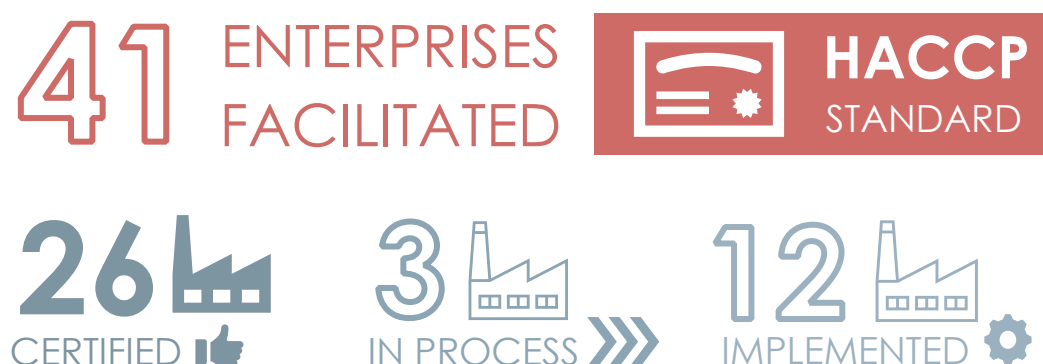 41 ENTERPRISES
FACILITATED
HACCP
STANDARD
26
CERTIFIED
3
IN PROCESS
12
IMPLEMENTED